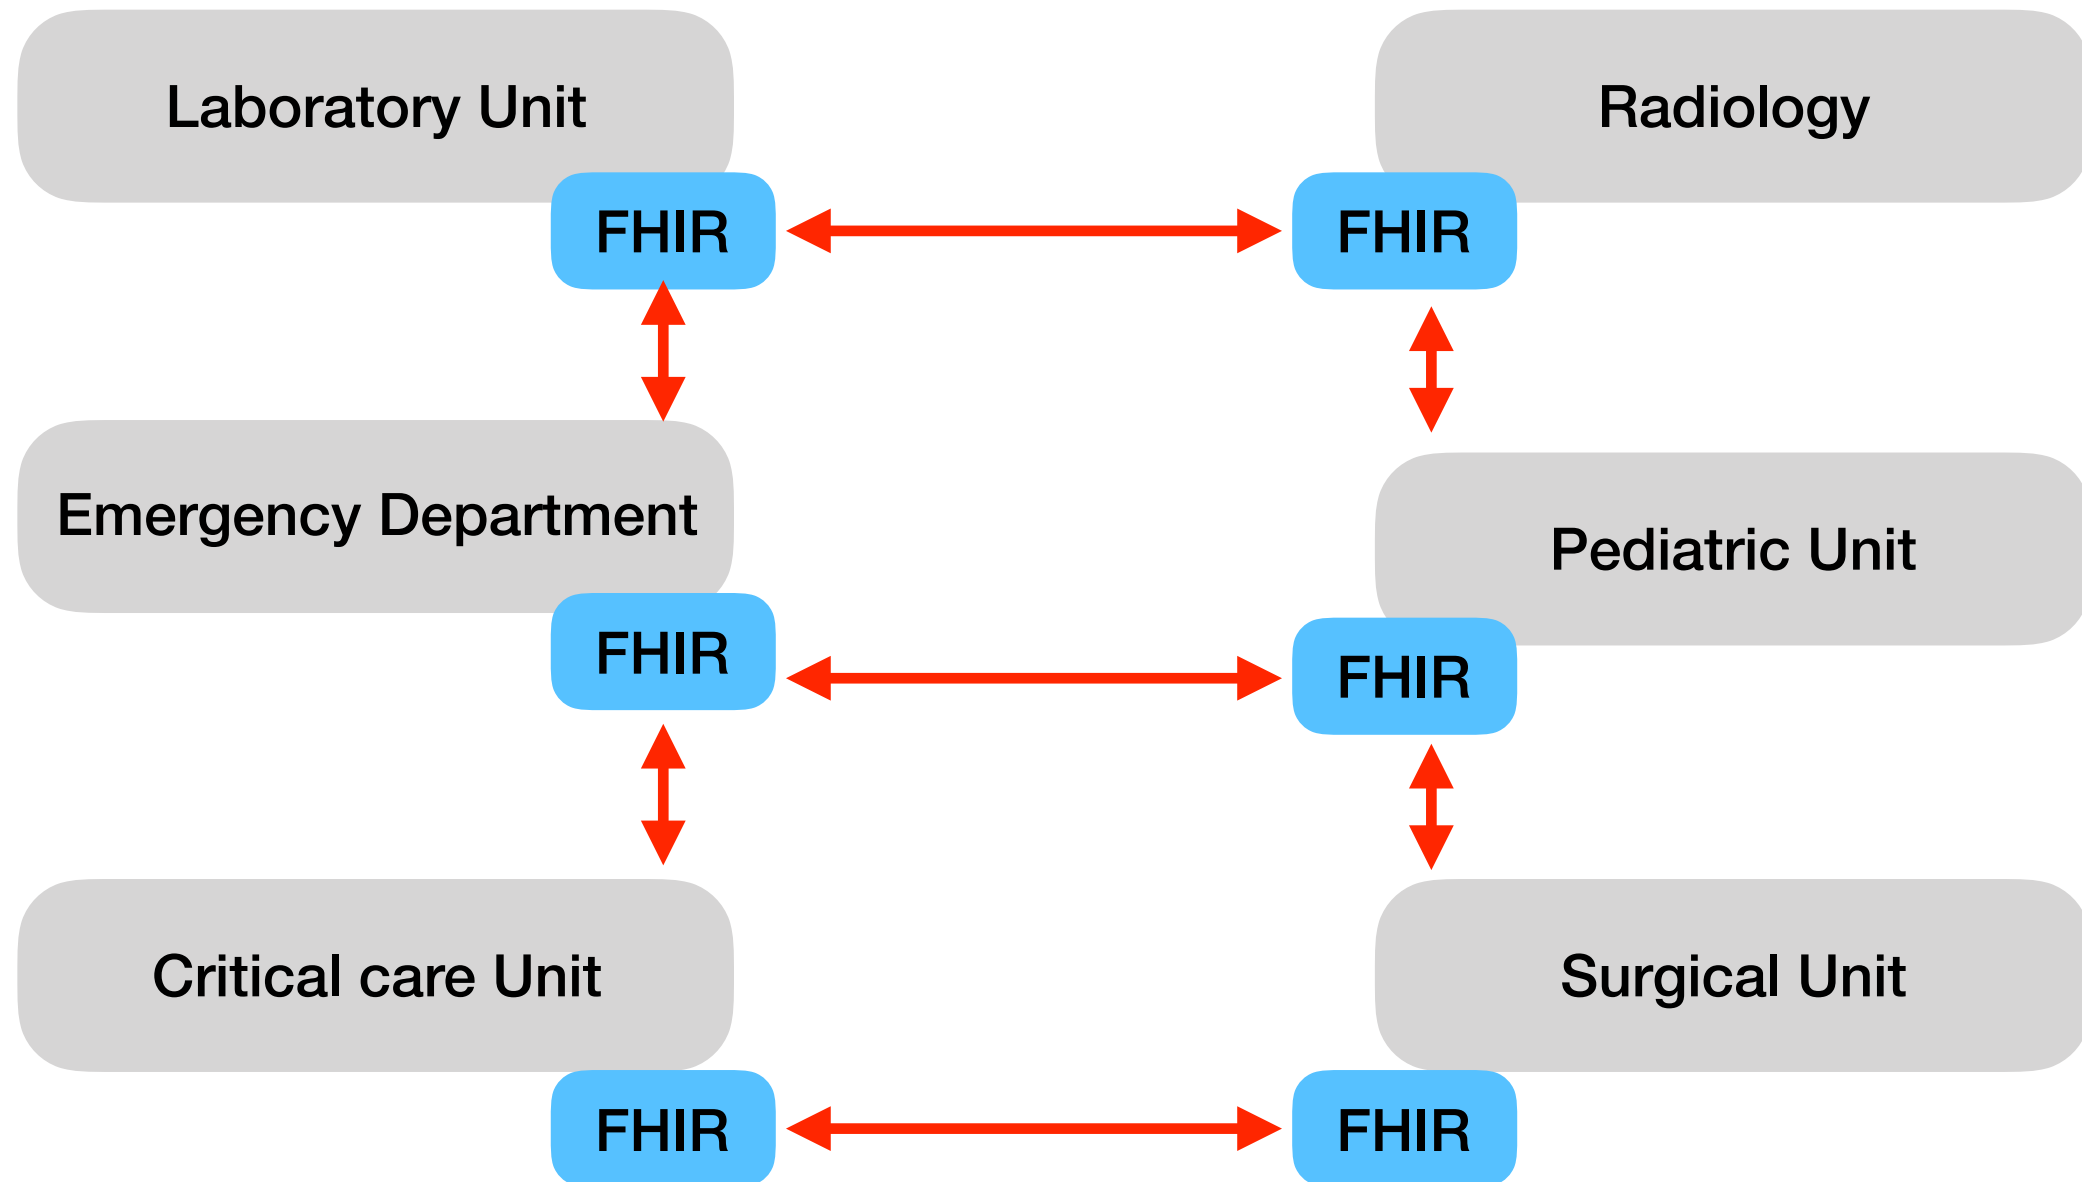 Laboratory Unit
Radiology
FHIR
FHIR
Emergency Department
Pediatric Unit
FHIR
FHIR
Critical care Unit
Surgical Unit
FHIR
FHIR